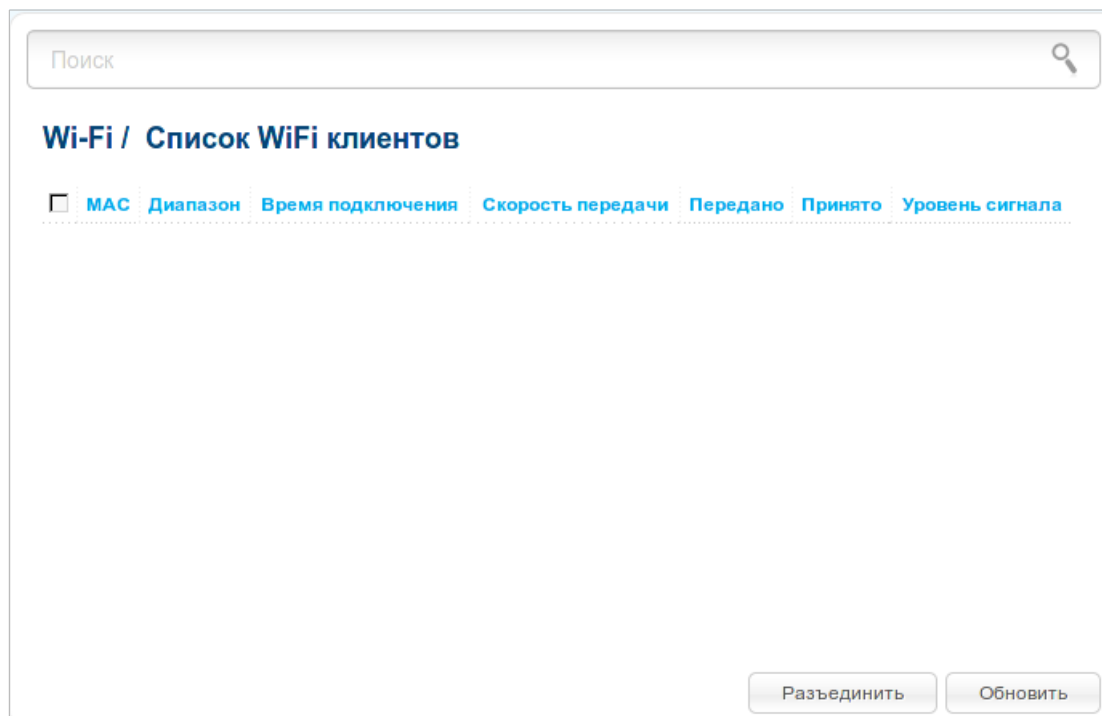 Поиск
Wi-Fi / Список WiFi клиентов
MAC Диапазон Время подключения Скорость передачи Передано Принято Уровень сигнала
Разъединить Обновить